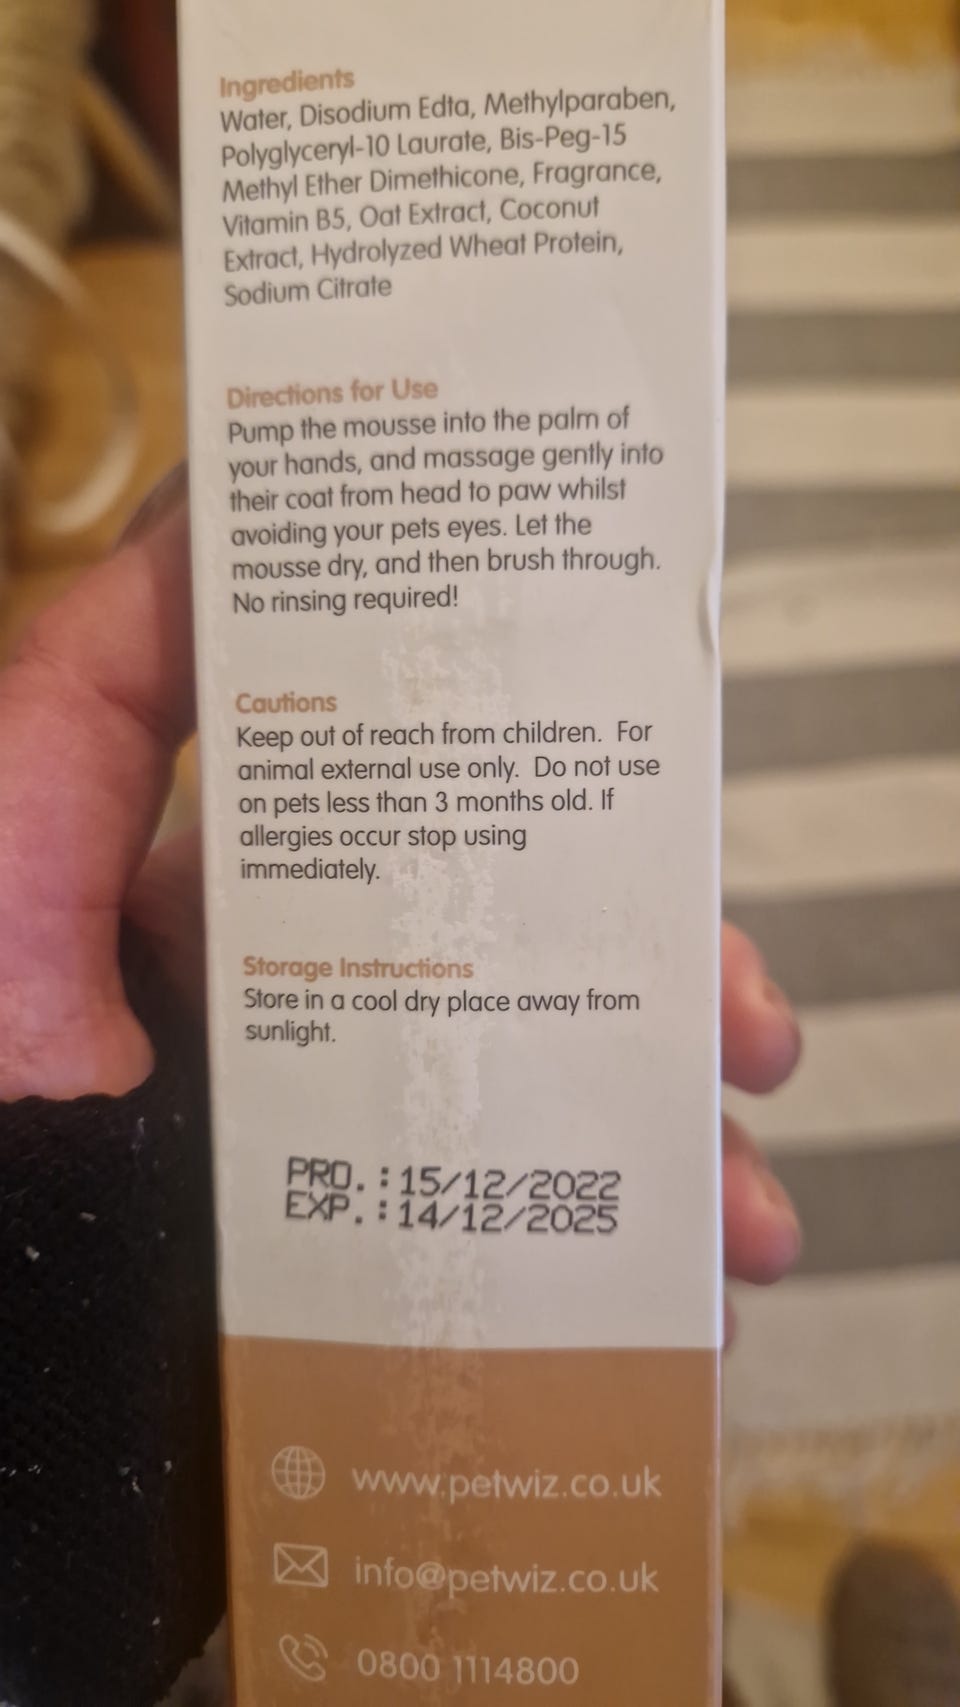 Ingredients
Water, Disodium Edta, Methylparaben,
Polyglyceryl-10 Laurate, Bis-Peg-15
Methyl Ether Dimethicone, Fragrance,
Vitamin B5, Oat Extract, Coconut
Extract, Hydrolyzed Wheat Protein,
Sodium Citrate
Directions for Use
Pump the mousse into the palm of
your hands, and massage gently into
their coat from head to paw whilst
avoiding your pets eyes. Let the
mousse dry, and then brush through.
No rinsing required!
Cautions
Keep out of reach from children. For
animal external use only. Do not use
on pets less than 3 months old. If
allergies occur stop using
immediately.
Storage Instructions
Store in a cool dry place away from
sunlight.
PRO. : 15/12/2022
EXP. : 14/12/2025
www.petwiz.co.uk
info@petwiz.co.uk
0800 1114800